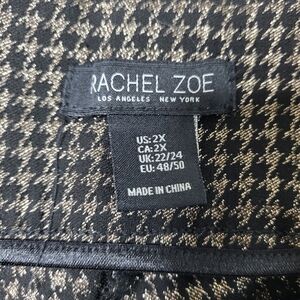 RACHEL ZOE
LOS ANGELES - NEW YORK
US: 2X
CA: 2X
UK: 22/24
EU: 48/50
MADE IN CHINA